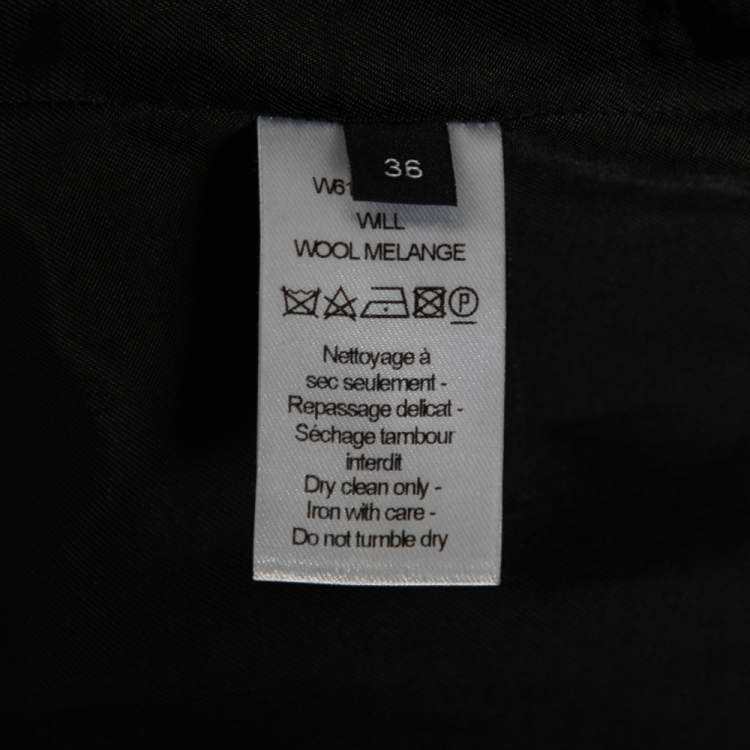 36
WILL
WOOL MELANGE
P
Nettoyage à
sec seulement -
Repassage delicat -
Séchage tambour
interdit
Dry clean only -
Iron with care -
Do not tumble dry